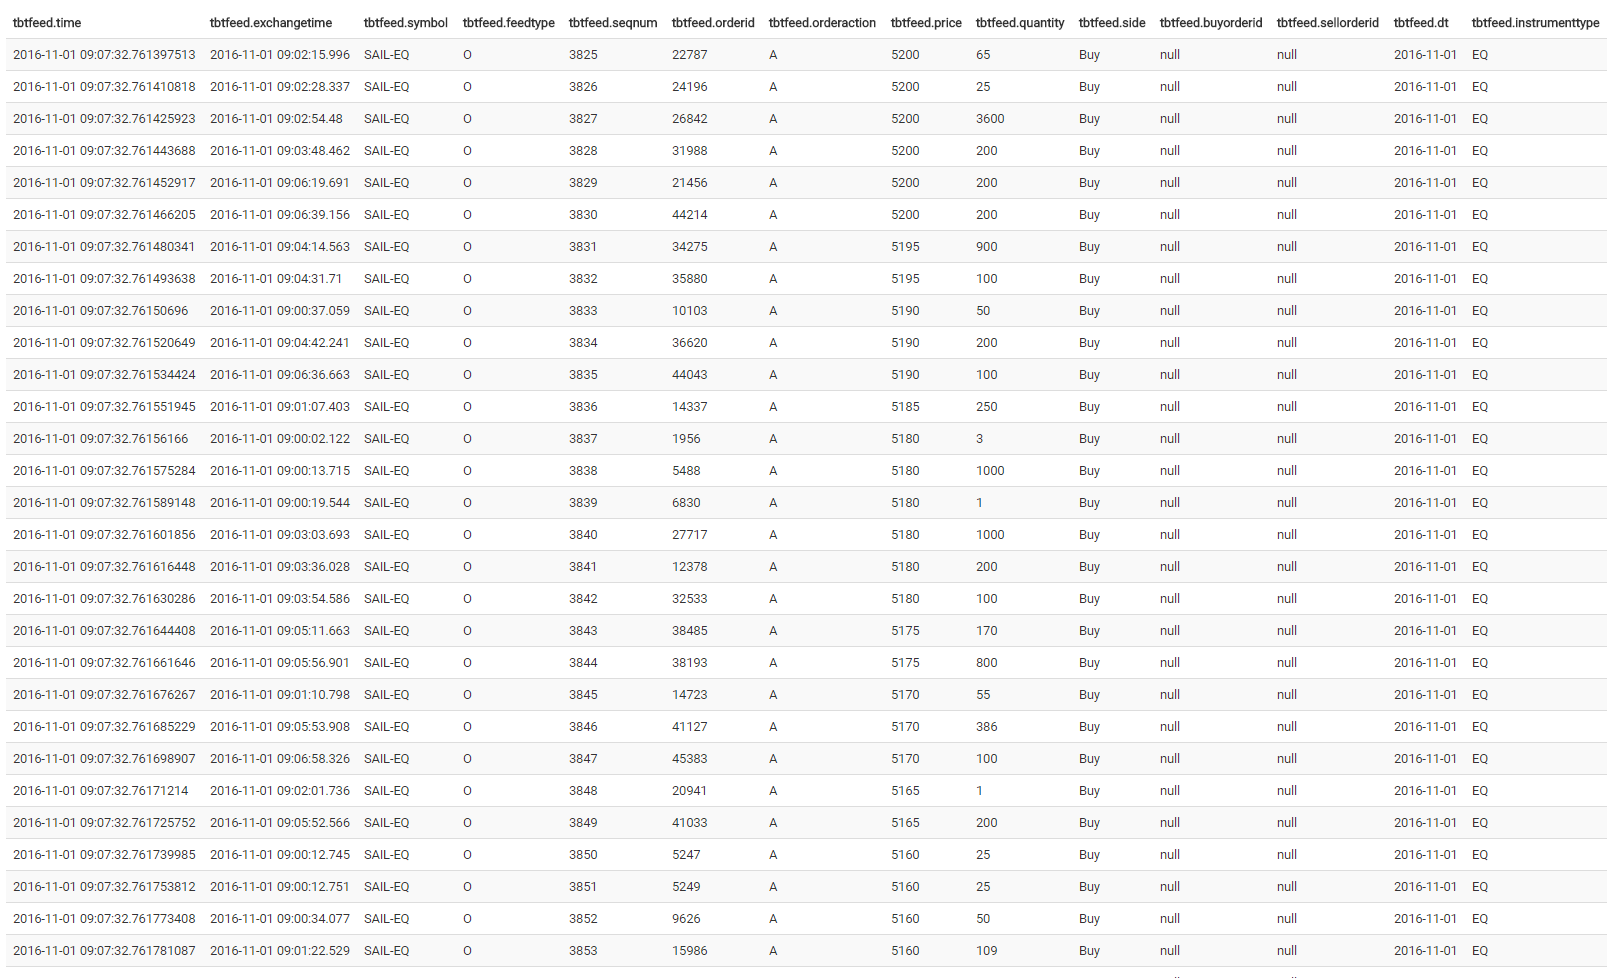 tbtfeed.time tbtfeed.exchangetime tbtfeed.symbol tbtfeed.feedtype tbtfeed.seqnum tbtfeed.orderid tbtfeed.orderaction tbtfeed.price tbtfeed.quantity tbtfeed.side tbtfeed.buyorderid tbtfeed.sellorderid tbtfeed.dt tbtfeed.instrumenttype
2016-11-01 09:07:32.761397513 2016-11-01 09:02:15.996 SAIL-EQ O 3825 22787 A 5200 65 Buy null null 2016-11-01 EQ
2016-11-01 09:07:32.761410818 2016-11-01 09:02:28.337 SAIL-EQ O 3826 24196 A 5200 25 Buy null null 2016-11-01 EQ
2016-11-01 09:07:32.761425923 2016-11-01 09:02:54.48 SAIL-EQ O 3827 26842 A 5200 3600 Buy null null 2016-11-01 EQ
2016-11-01 09:07:32.761443688 2016-11-01 09:03:48.462 SAIL-EQ O 3828 31988 A 5200 200 Buy null null 2016-11-01 EQ
2016-11-01 09:07:32.761452917 2016-11-01 09:06:19.691 SAIL-EQ O 3829 21456 A 5200 200 Buy null null 2016-11-01 EQ
2016-11-01 09:07:32.761466205 2016-11-01 09:06:39.156 SAIL-EQ O 3830 44214 A 5200 200 Buy null null 2016-11-01 EQ
2016-11-01 09:07:32.761480341 2016-11-01 09:04:14.563 SAIL-EQ O 3831 34275 A 5195 900 Buy null null 2016-11-01 EQ
2016-11-01 09:07:32.761493638 2016-11-01 09:04:31.71 SAIL-EQ O 3832 35880 A 5195 100 Buy null null 2016-11-01 EQ
2016-11-01 09:07:32.76150696 2016-11-01 09:00:37.059 SAIL-EQ O 3833 10103 A 5190 50 Buy null null 2016-11-01 EQ
2016-11-01 09:07:32.761520649 2016-11-01 09:04:42.241 SAIL-EQ O 3834 36620 A 5190 200 Buy null null 2016-11-01 EQ
2016-11-01 09:07:32.761534424 2016-11-01 09:06:36.663 SAIL-EQ O 3835 44043 A 5190 100 Buy null null 2016-11-01 EQ
2016-11-01 09:07:32.761551945 2016-11-01 09:01:07.403 SAIL-EQ O 3836 14337 A 5185 250 Buy null null 2016-11-01 EQ
2016-11-01 09:07:32.76156166 2016-11-01 09:00:02.122 SAIL-EQ O 3837 1956 A 5180 3 Buy null null 2016-11-01 EQ
2016-11-01 09:07:32.761575284 2016-11-01 09:00:13.715 SAIL-EQ O 3838 5488 A 5180 1000 Buy null null 2016-11-01 EQ
2016-11-01 09:07:32.761589148 2016-11-01 09:00:19.544 SAIL-EQ O 3839 6830 A 5180 1 Buy null null 2016-11-01 EQ
2016-11-01 09:07:32.761601856 2016-11-01 09:03:03.693 SAIL-EQ O 3840 27717 A 5180 1000 Buy null null 2016-11-01 EQ
2016-11-01 09:07:32.761616448 2016-11-01 09:03:36.028 SAIL-EQ O 3841 12378 A 5180 200 Buy null null 2016-11-01 EQ
2016-11-01 09:07:32.761630286 2016-11-01 09:03:54.586 SAIL-EQ O 3842 32533 A 5180 100 Buy null null 2016-11-01 EQ
2016-11-01 09:07:32.761644408 2016-11-01 09:05:11.663 SAIL-EQ O 3843 38485 A 5175 170 Buy null null 2016-11-01 EQ
2016-11-01 09:07:32.761661646 2016-11-01 09:05:56.901 SAIL-EQ O 3844 38193 A 5175 800 Buy null null 2016-11-01 EQ
2016-11-01 09:07:32.761676267 2016-11-01 09:01:10.798 SAIL-EQ O 3845 14723 A 5170 55 Buy null null 2016-11-01 EQ
2016-11-01 09:07:32.761685229 2016-11-01 09:05:53.908 SAIL-EQ O 3846 41127 A 5170 386 Buy null null 2016-11-01 EQ
2016-11-01 09:07:32.761698907 2016-11-01 09:06:58.326 SAIL-EQ O 3847 45383 A 5170 100 Buy null null 2016-11-01 EQ
2016-11-01 09:07:32.76171214 2016-11-01 09:02:01.736 SAIL-EQ O 3848 20941 A 5165 1 Buy null null 2016-11-01 EQ
2016-11-01 09:07:32.761725752 2016-11-01 09:05:52.566 SAIL-EQ O 3849 41033 A 5165 200 Buy null null 2016-11-01 EQ
2016-11-01 09:07:32.761739985 2016-11-01 09:00:12.745 SAIL-EQ O 3850 5247 A 5160 25 Buy null null 2016-11-01 EQ
2016-11-01 09:07:32.761753812 2016-11-01 09:00:12.751 SAIL-EQ O 3851 5249 A 5160 25 Buy null null 2016-11-01 EQ
2016-11-01 09:07:32.761773408 2016-11-01 09:00:34.077 SAIL-EQ O 3852 9626 A 5160 50 Buy null null 2016-11-01 EQ
2016-11-01 09:07:32.761781087 2016-11-01 09:01:22.529 SAIL-EQ O 3853 15986 A 5160 109 Buy null null 2016-11-01 EQ